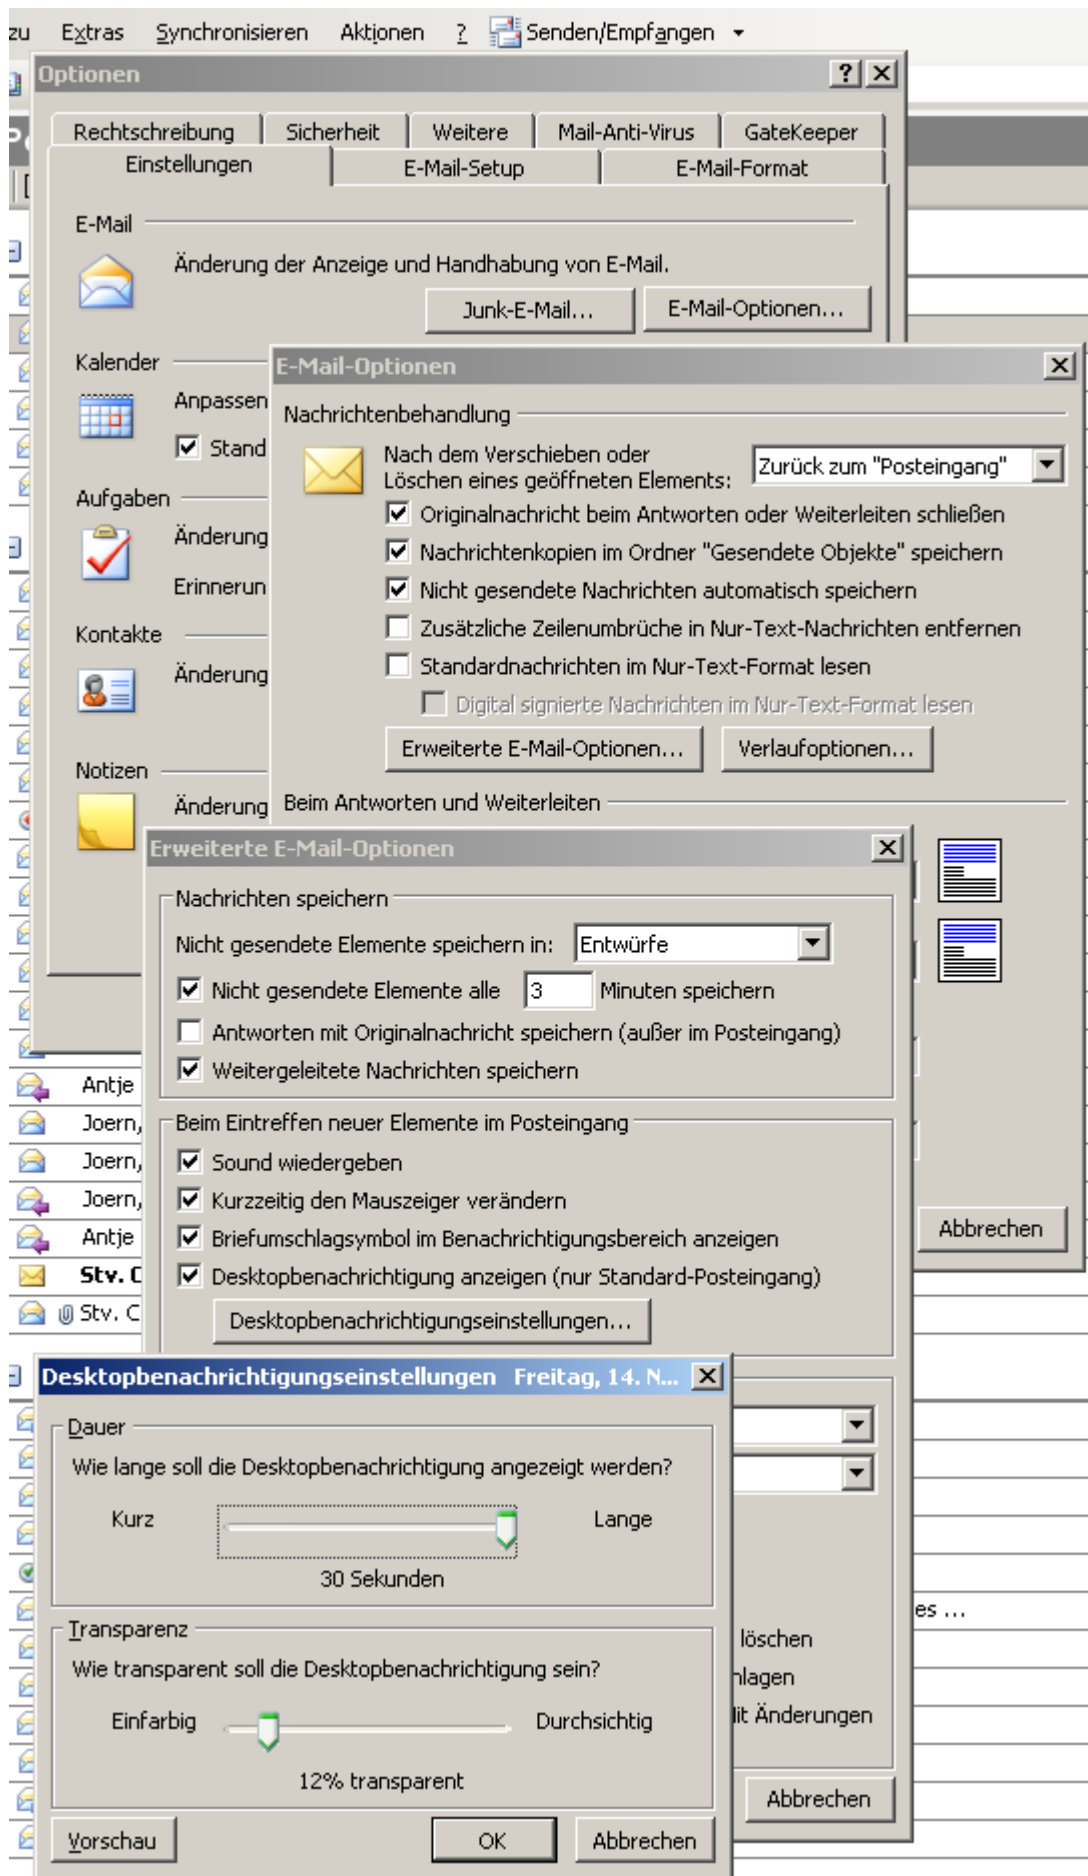 zu Extras Synchronisieren Aktionen ? Senden/Empfangen
Optionen
Rechtschreibung Sicherheit Weitere Mail-Anti-Virus GateKeeper
Einstellungen E-Mail-Setup E-Mail-Format
E-Mail
Änderung der Anzeige und Handhabung von E-Mail.
Junk-E-Mail... E-Mail-Optionen...
Kalender
Anpassen
Stand
Aufgaben
Änderung
Erinnerun
Kontakte
Änderung
Notizen
Änderung
E-Mail-Optionen
Nachrichtenbehandlung
Nach dem Verschieben oder
Löschen eines geöffneten Elements: Zurück zum "Posteingang"
Originalnachricht beim Antworten oder Weiterleiten schließen
Nachrichtenkopien im Ordner "Gesendete Objekte" speichern
Nicht gesendete Nachrichten automatisch speichern
Zusätzliche Zeilenumbrüche in Nur-Text-Nachrichten entfernen
Standardnachrichten im Nur-Text-Format lesen
Digital signierte Nachrichten im Nur-Text-Format lesen
Erweiterte E-Mail-Optionen... Verlaufoptionen...
Beim Antworten und Weiterleiten
Abbrechen
Erweiterte E-Mail-Optionen
Nachrichten speichern
Nicht gesendete Elemente speichern in: Entwürfe
Nicht gesendete Elemente alle 3 Minuten speichern
Antworten mit Originalnachricht speichern (außer im Posteingang)
Weitergeleitete Nachrichten speichern
Beim Eintreffen neuer Elemente im Posteingang
Sound wiedergeben
Kurzzeitig den Mauszeiger verändern
Briefumschlagsymbol im Benachrichtigungsbereich anzeigen
Desktopbenachrichtigung anzeigen (nur Standard-Posteingang)
Desktopbenachrichtigungseinstellungen...
Antje
Joern,
Joern,
Joern,
Antje
Stv. C
Stv. C
es ...
löschen
nlagen
it Änderungen
Abbrechen
Desktopbenachrichtigungseinstellungen Freitag, 14. N...
Dauer
Wie lange soll die Desktopbenachrichtigung angezeigt werden?
Kurz Lange
30 Sekunden
Transparenz
Wie transparent soll die Desktopbenachrichtigung sein?
Einfarbig Durchsichtig
12% transparent
Vorschau OK Abbrechen